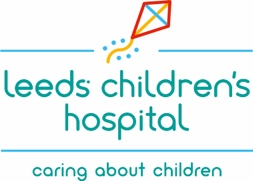 leeds children's
hospital
caring about children